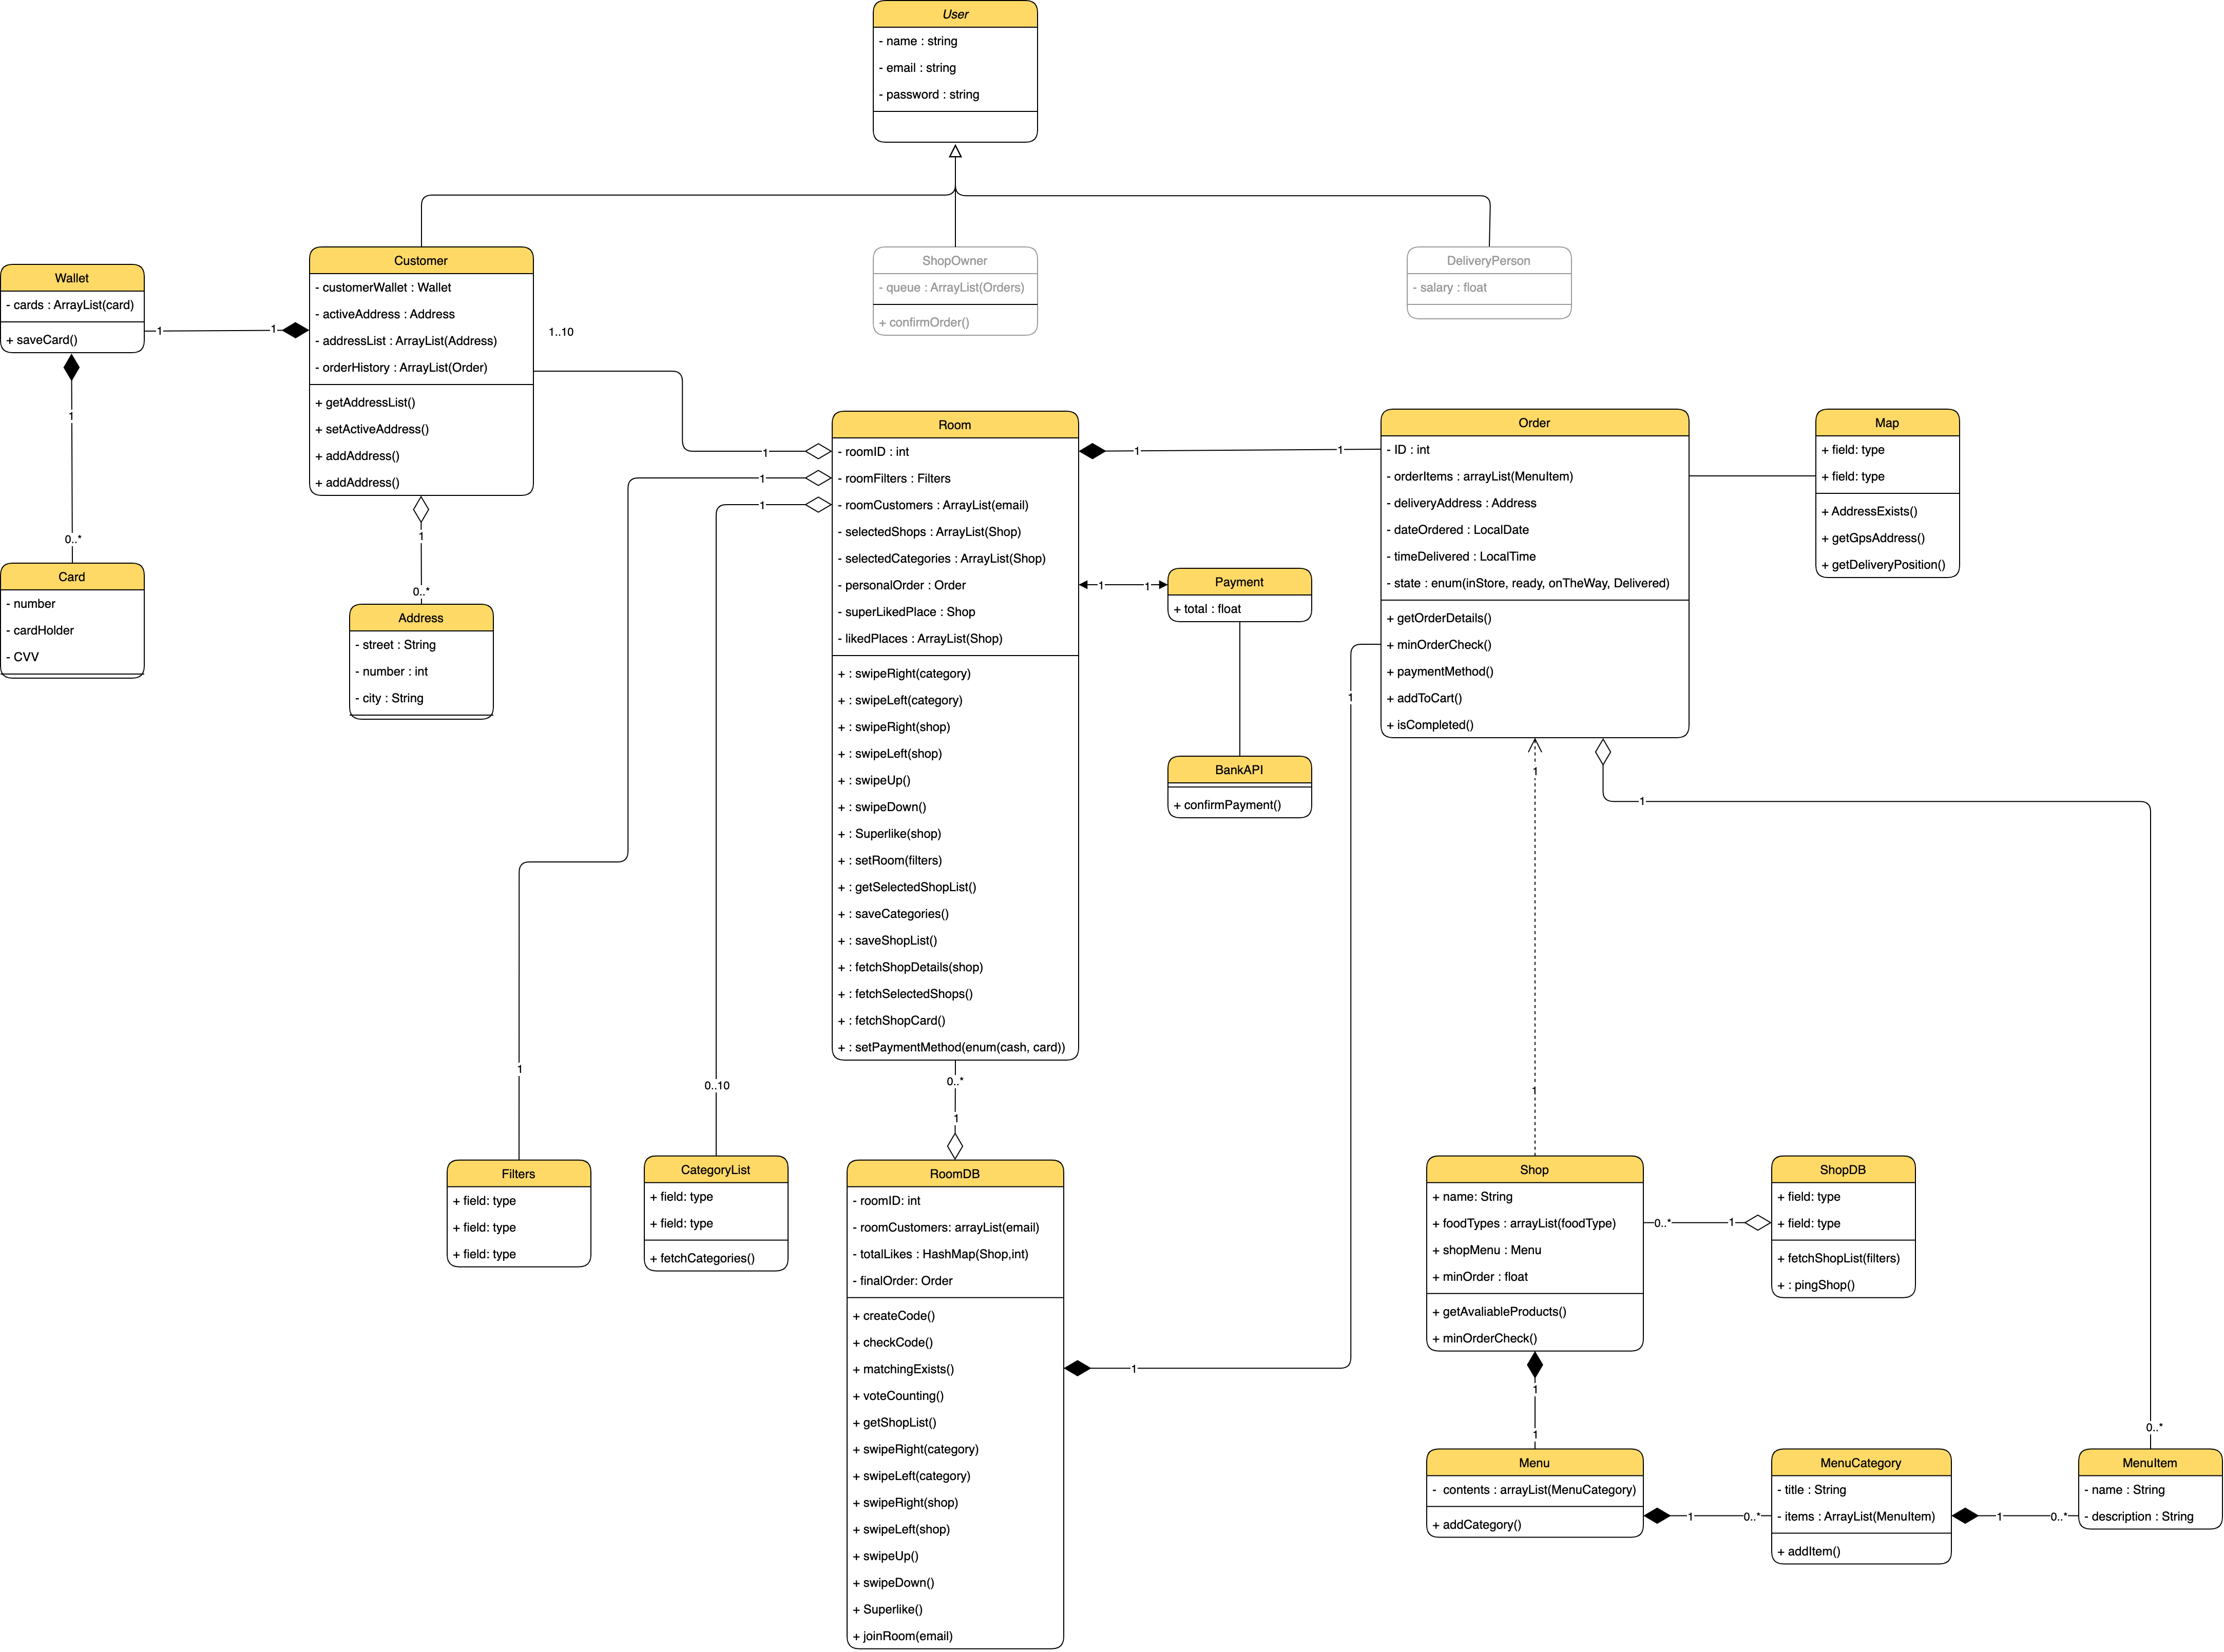 User
- name : string
- email : string
- password : string
Customer
- customerWallet : Wallet
- activeAddress : Address
- addressList : ArrayList(Address)
- orderHistory : ArrayList(Order)
+ getAddressList()
+ setActiveAddress()
+ addAddress()
+ addAddress()
ShopOwner
- queue : ArrayList(Orders)
+ confirmOrder()
DeliveryPerson
- salary : float
Wallet
- cards : ArrayList(card)
+ saveCard()
1
1
1
0..*
1..10
Card
- number
- cardHolder
- CVV
1
0..*
Address
- street : String
- number : int
- city : String
1
1
1
Room
- roomID : int
- roomFilters : Filters
- roomCustomers : ArrayList(email)
- selectedShops : ArrayList(Shop)
- selectedCategories : ArrayList(Shop)
- personalOrder : Order
- superLikedPlace : Shop
- likedPlaces : ArrayList(Shop)
+ : swipeRight(category)
+ : swipeLeft(category)
+ : swipeRight(shop)
+ : swipeLeft(shop)
+ : swipeUp()
+ : swipeDown()
+ : Superlike(shop)
+ : setRoom(filters)
+ : getSelectedShopList()
+ : saveCategories()
+ : saveShopList()
+ : fetchShopDetails(shop)
+ : fetchSelectedShops()
+ : fetchShopCard()
+ : setPaymentMethod(enum(cash, card))
1
1
Order
- ID : int
- orderItems : arrayList(MenuItem)
- deliveryAddress : Address
- dateOrdered : LocalDate
- timeDelivered : LocalTime
- state : enum(inStore, ready, onTheWay, Delivered)
+ getOrderDetails()
+ minOrderCheck()
+ paymentMethod()
+ addToCart()
+ isCompleted()
Map
+ field: type
+ field: type
+ AddressExists()
+ getGpsAddress()
+ getDeliveryPosition()
1
1
Payment
+ total : float
BankAPI
+ confirmPayment()
1
1
1
1
1
0..10
0..*
1
Filters
+ field: type
+ field: type
+ field: type
CategoryList
+ field: type
+ field: type
+ fetchCategories()
RoomDB
- roomID: int
- roomCustomers: arrayList(email)
- totalLikes : HashMap(Shop,int)
- finalOrder: Order
+ createCode()
+ checkCode()
+ matchingExists()
+ voteCounting()
+ getShopList()
+ swipeRight(category)
+ swipeLeft(category)
+ swipeRight(shop)
+ swipeLeft(shop)
+ swipeUp()
+ swipeDown()
+ Superlike()
+ joinRoom(email)
1
Shop
+ name: String
+ foodTypes : arrayList(foodType)
+ shopMenu : Menu
+ minOrder : float
+ getAvaliableProducts()
+ minOrderCheck()
0..*
1
ShopDB
+ field: type
+ field: type
+ fetchShopList(filters)
+ : pingShop()
1
1
0..*
Menu
- contents : arrayList(MenuCategory)
+ addCategory()
1
0..*
MenuCategory
- title : String
- items : ArrayList(MenuItem)
+ addItem()
1
0..*
MenuItem
- name : String
- description : String